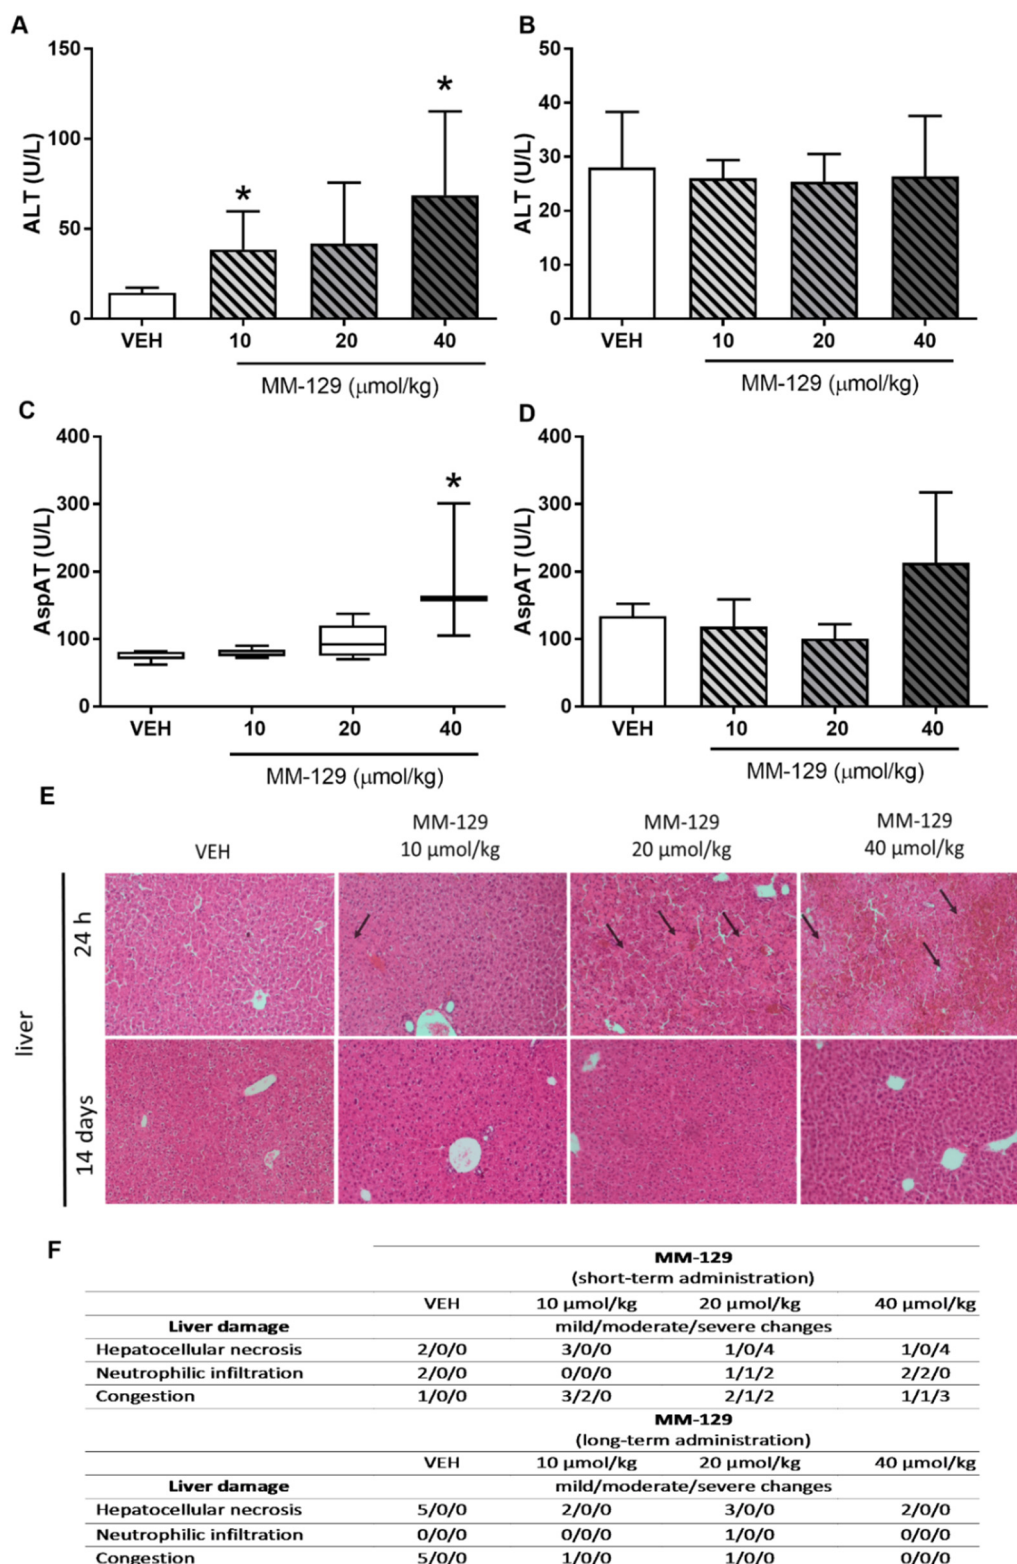 A
150
100
50
0
ALT (U/L)
*
*
VEH 10 20 40
MM-129 (μmol/kg)
B
50
40
30
20
10
0
ALT (U/L)
VEH 10 20 40
MM-129 (μmol/kg)
C
400
300
200
100
0
AspAT (U/L)
*
VEH 10 20 40
MM-129 (μmol/kg)
D
400
300
200
100
0
AspAT (U/L)
VEH 10 20 40
MM-129 (μmol/kg)
E
VEH
MM-129
10 μmol/kg
MM-129
20 μmol/kg
MM-129
40 μmol/kg
liver
24 h
14 days
F
MM-129
(short-term administration)
VEH 10 μmol/kg 20 μmol/kg 40 μmol/kg
Liver damage mild/moderate/severe changes
Hepatocellular necrosis 2/0/0 3/0/0 1/0/4 1/0/4
Neutrophilic infiltration 2/0/0 0/0/0 1/1/2 2/2/0
Congestion 1/0/0 3/2/0 2/1/2 1/1/3
MM-129
(long-term administration)
VEH 10 μmol/kg 20 μmol/kg 40 μmol/kg
Liver damage mild/moderate/severe changes
Hepatocellular necrosis 5/0/0 2/0/0 3/0/0 2/0/0
Neutrophilic infiltration 0/0/0 0/0/0 1/0/0 0/0/0
Congestion 5/0/0 1/0/0 1/0/0 0/0/0